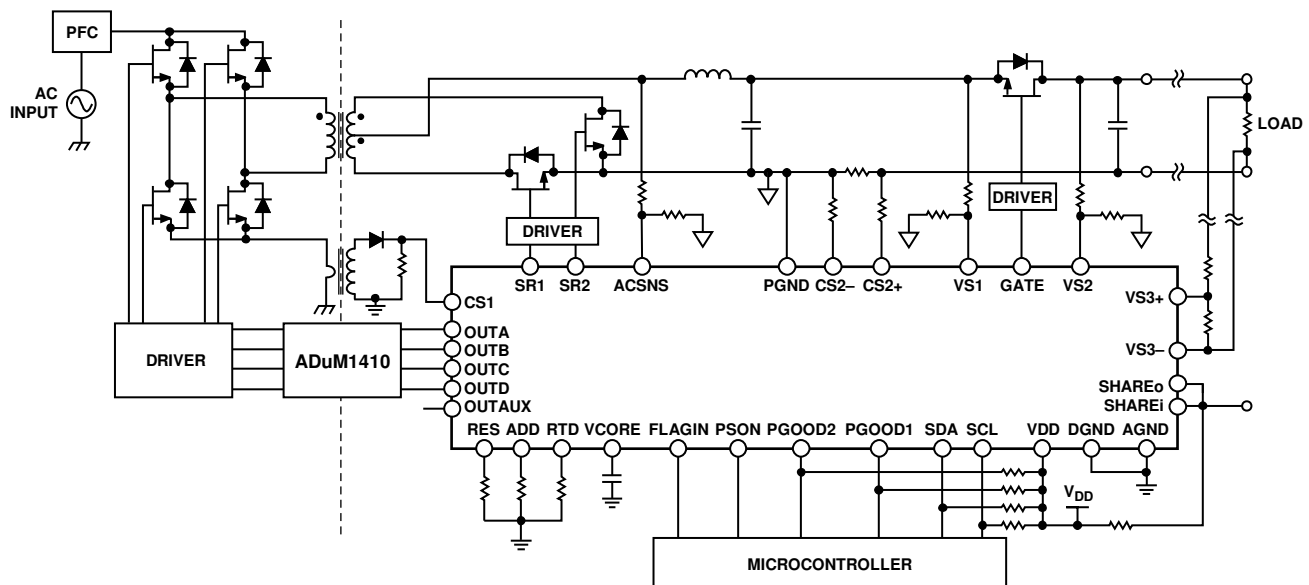 PFC
AC
INPUT
LOAD
DRIVER
DRIVER
SR1 SR2 ACSNS PGND CS2– CS2+ VS1 GATE VS2
CS1
VS3+
OUTA
OUTB
OUTC
OUTD
OUTAUX
DRIVER
ADuM1410
VS3–
SHAREo
SHAREi
RES ADD RTD VCORE FLAGIN PSON PGOOD2 PGOOD1 SDA SCL VDD DGND AGND
VDD
MICROCONTROLLER